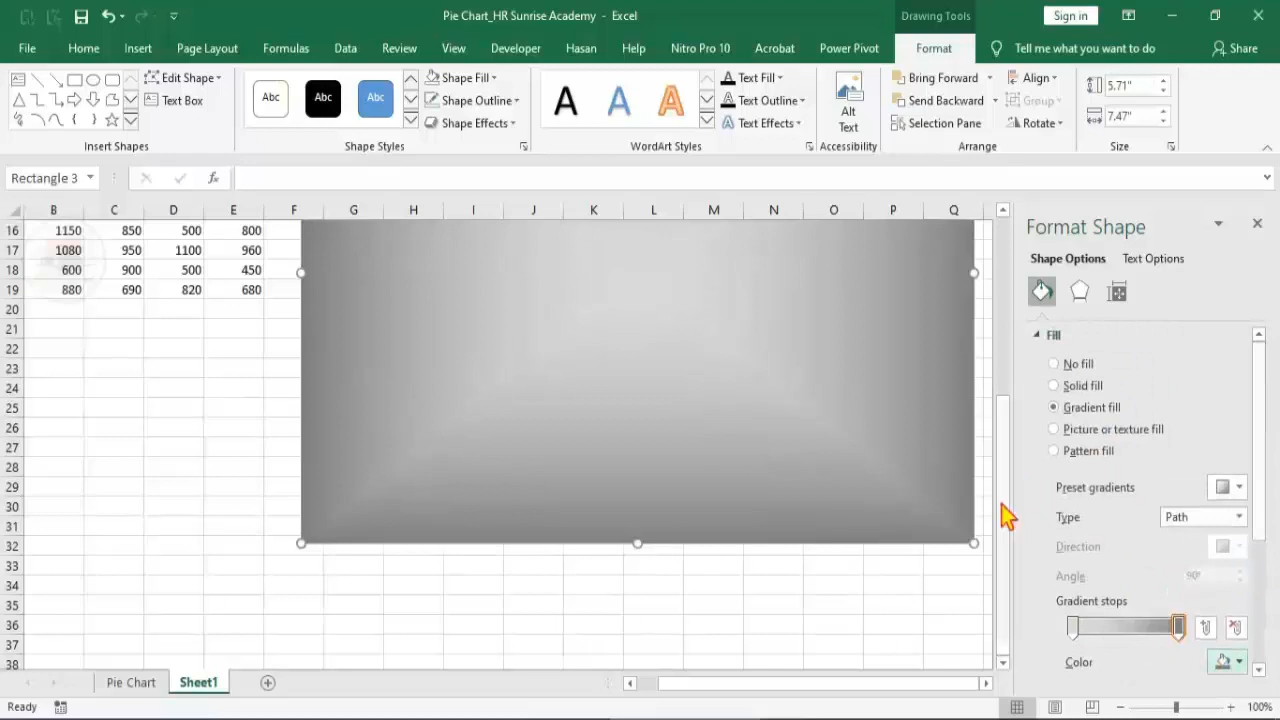 Pie Chart_HR Sunrise Academy - Excel
Drawing Tools
Sign in
File Home Insert Page Layout Formulas Data Review View Developer Hasan Help Nitro Pro 10 Acrobat Power Pivot Format Tell me what you want to do Share
Edit Shape
Text Box
Insert Shapes
Abc Abc Abc
Shape Fill
Shape Outline
Shape Effects
Shape Styles
A A A
Text Fill
Text Outline
Text Effects
WordArt Styles
Alt
Text
Accessibility
Bring Forward
Send Backward
Selection Pane
Align
Group
Rotate
Arrange
5.71"
7.47"
Size
Rectangle 3
fx
B C D E F G H I J K L M N O P Q
16 1150 850 500 800
17 1080 950 1100 960
18 600 900 500 450
19 880 690 820 680
20
21
22
23
24
25
26
27
28
29
30
31
32
33
34
35
36
37
38
Format Shape
Shape Options Text Options
Fill
No fill
Solid fill
Gradient fill
Picture or texture fill
Pattern fill
Preset gradients
Type Path
Direction
Angle 90°
Gradient stops
Color
Pie Chart Sheet1
Ready
100%